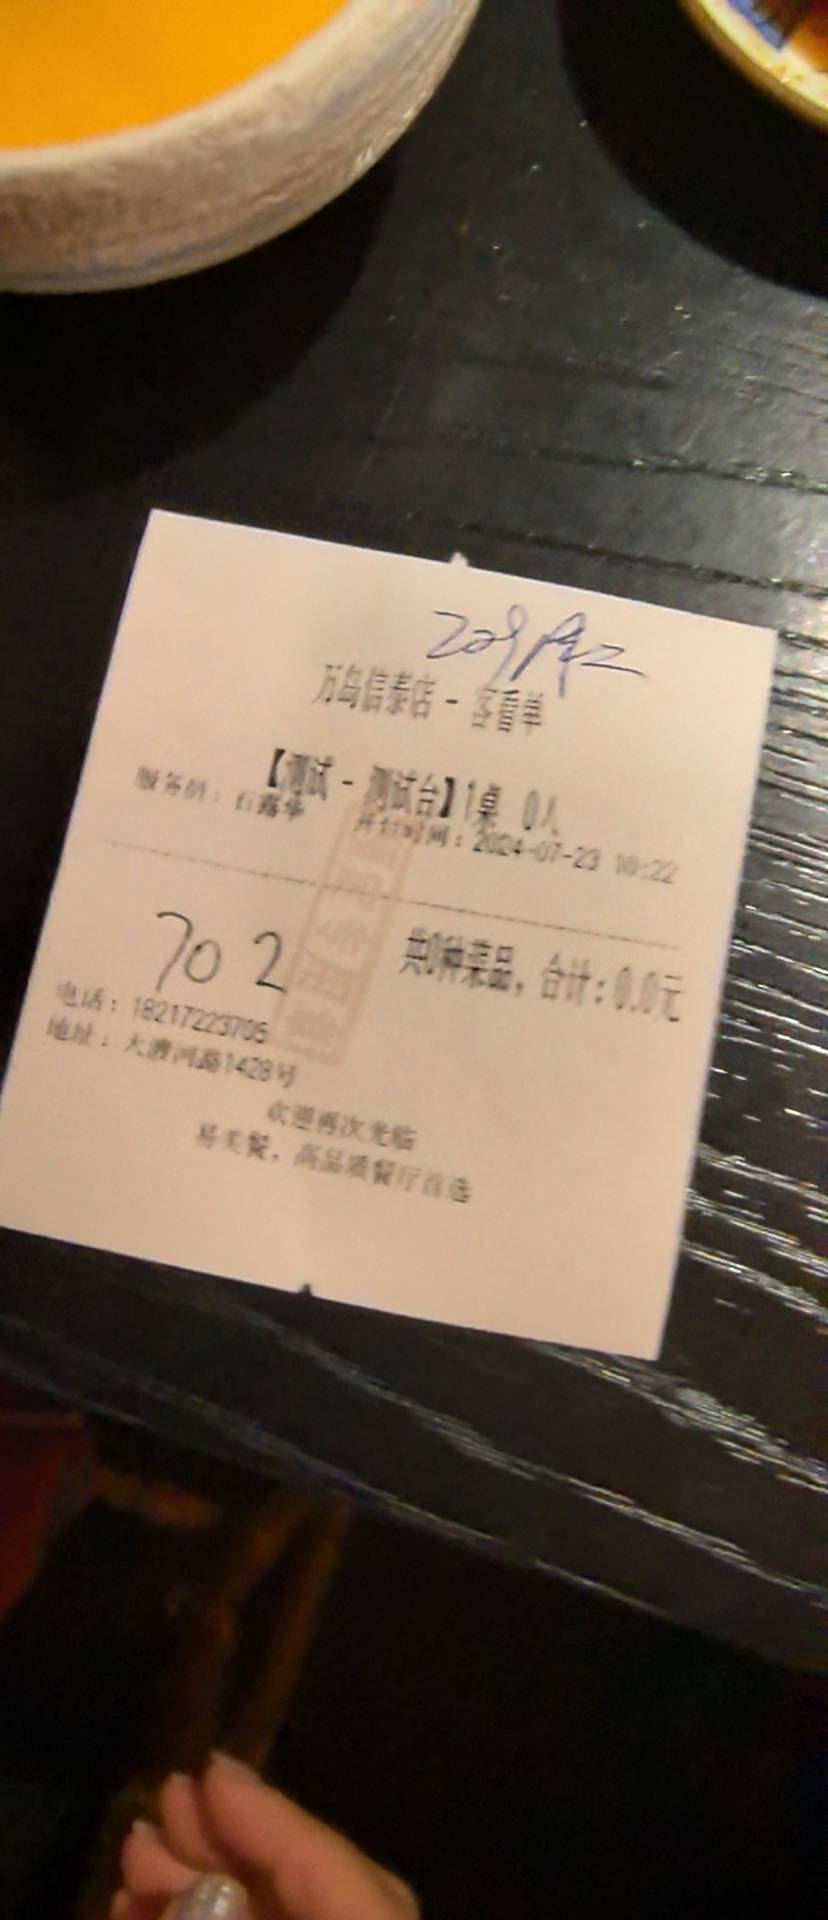 万岛信泰店 - 客看单
【测试 - 测试台】1桌 0人
服务员：石露华 开台时间：2024-07-23 10:22
702
共0种菜品，合计：0.0元
电话：18217223705
地址：大渡河路1428号
欢迎再次光临
易美餐，高品质餐厅首选